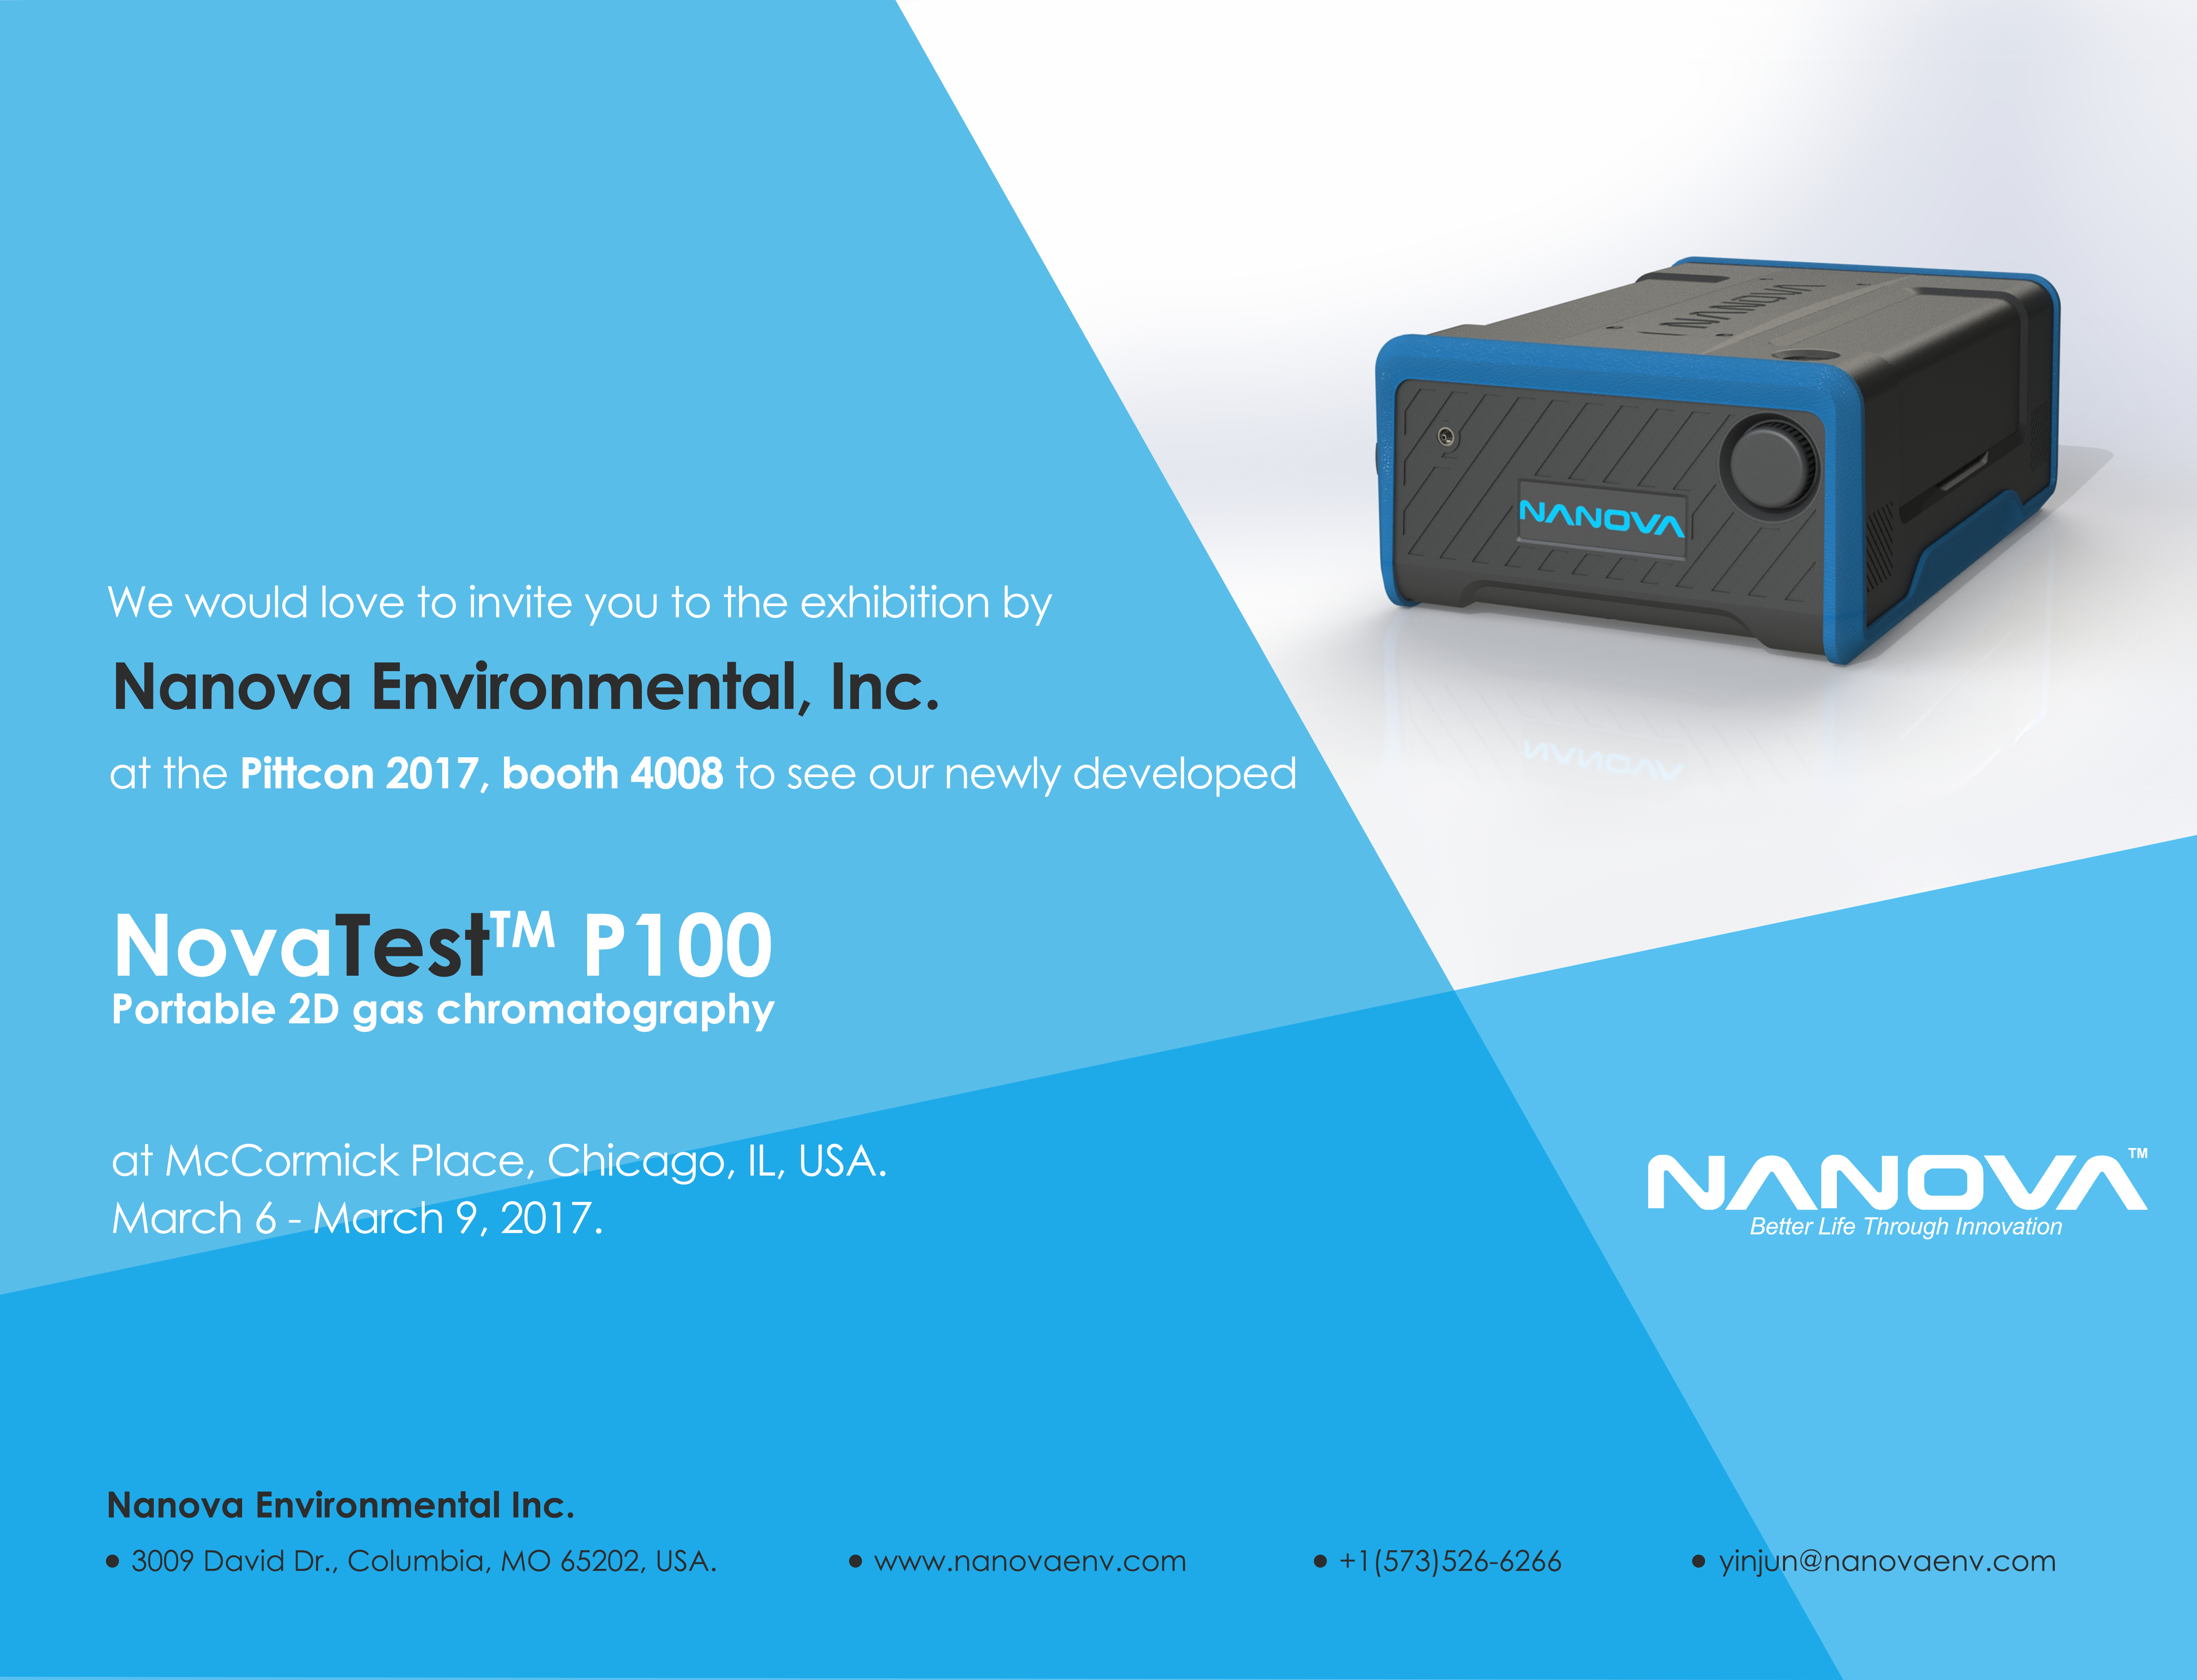 We would love to invite you to the exhibition by
Nanova Environmental, Inc.
at the Pittcon 2017, booth 4008 to see our newly developed
NovaTest™ P100
Portable 2D gas chromatography
at McCormick Place, Chicago, IL, USA.
March 6 - March 9, 2017.
NANOVA
NANOVA
NANOVA™
Better Life Through Innovation
Nanova Environmental Inc.
• 3009 David Dr., Columbia, MO 65202, USA.
• www.nanovaenv.com
• +1(573)526-6266
• yinjun@nanovaenv.com